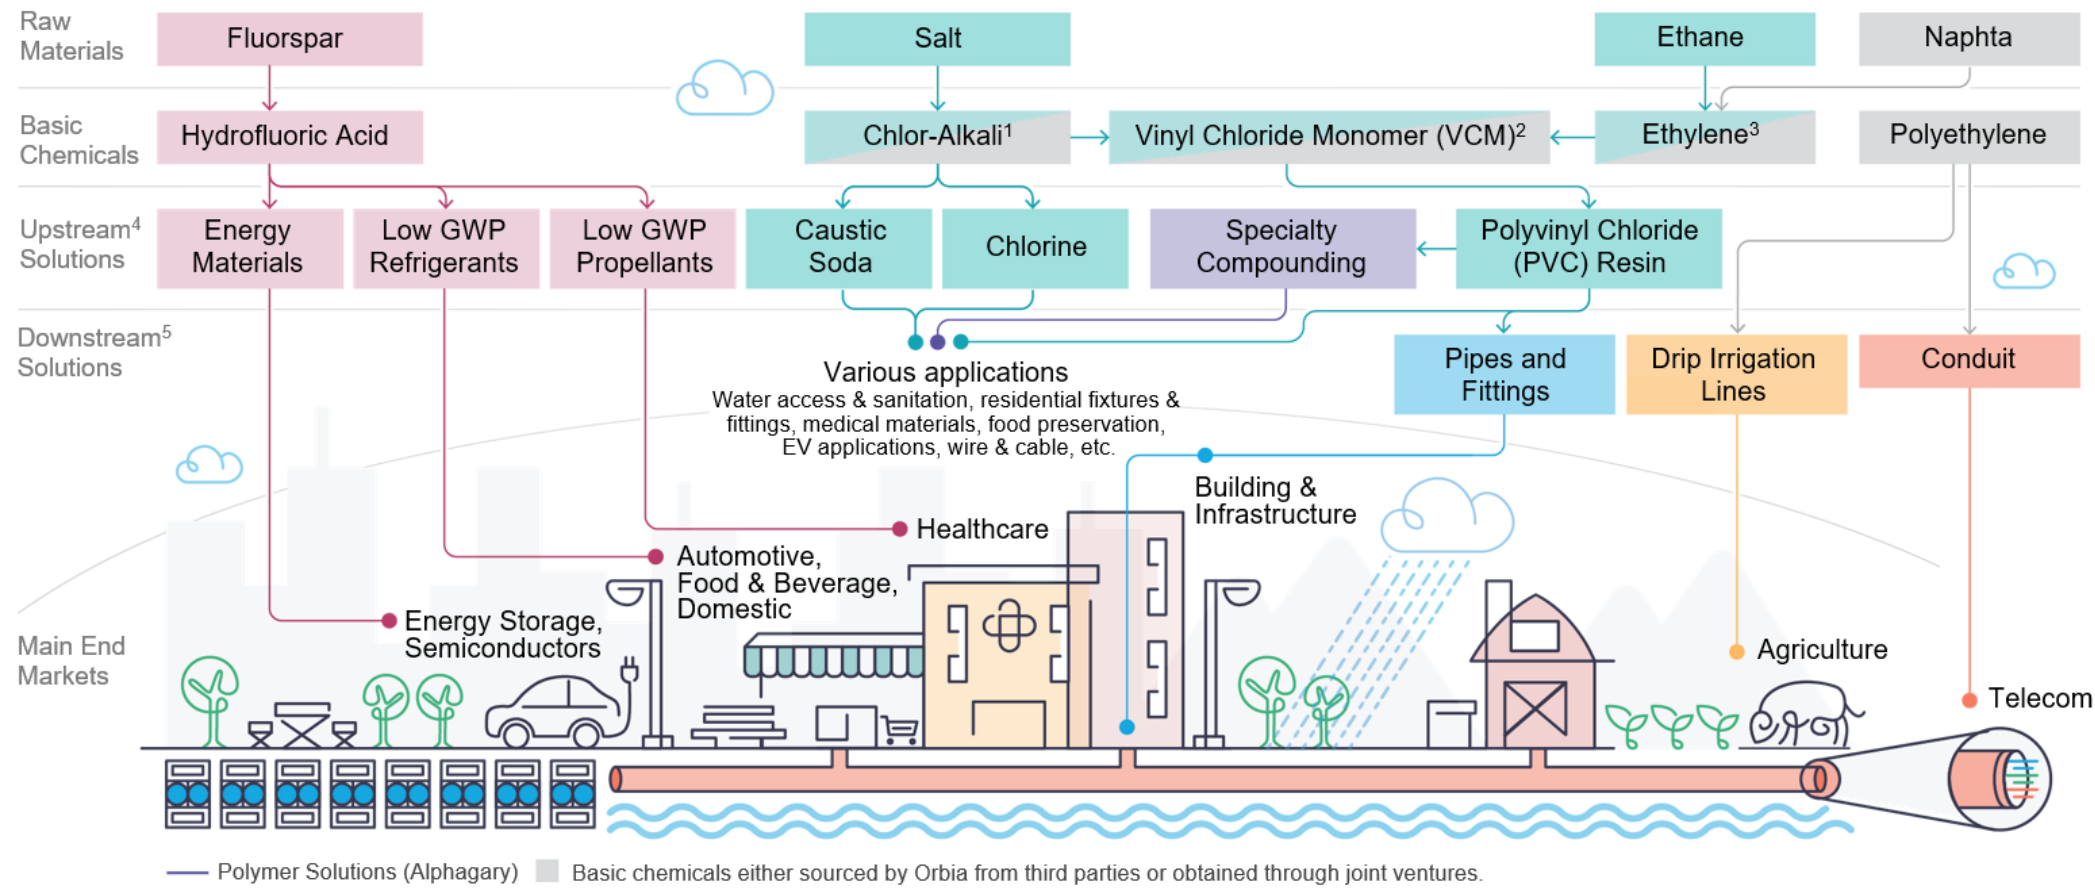 Raw
Materials
Fluorspar
Salt
Ethane
Naphta
Basic
Chemicals
Hydrofluoric Acid
Chlor-Alkali¹
Vinyl Chloride Monomer (VCM)²
Ethylene³
Polyethylene
Upstream⁴
Solutions
Energy
Materials
Low GWP
Refrigerants
Low GWP
Propellants
Caustic
Soda
Chlorine
Specialty
Compounding
Polyvinyl Chloride
(PVC) Resin
Downstream⁵
Solutions
Various applications
Water access & sanitation, residential fixtures &
fittings, medical materials, food preservation,
EV applications, wire & cable, etc.
Pipes and
Fittings
Drip Irrigation
Lines
Conduit
Building &
Infrastructure
Healthcare
Automotive,
Food & Beverage,
Domestic
Energy Storage,
Semiconductors
Main End
Markets
Agriculture
Telecom
Polymer Solutions (Alphagary)
Basic chemicals either sourced by Orbia from third parties or obtained through joint ventures.